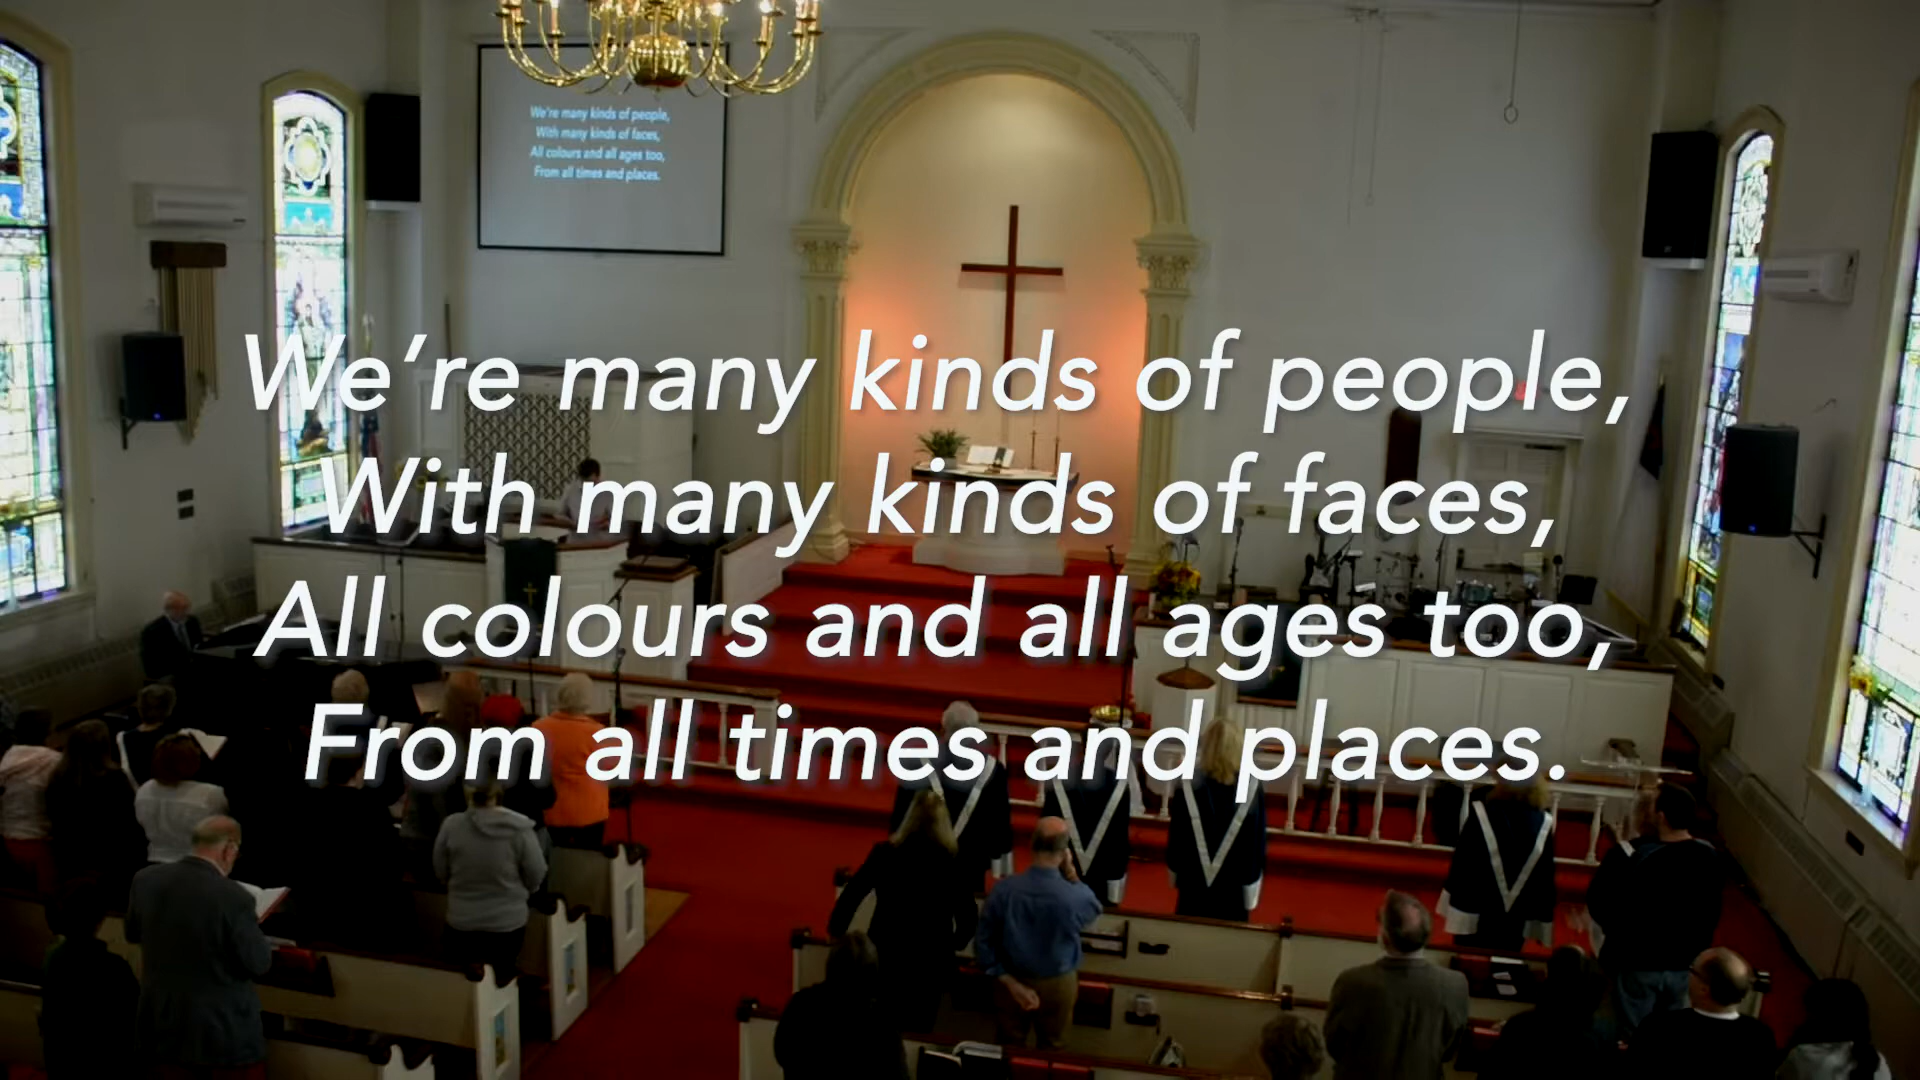 We're many kinds of people,
With many kinds of faces,
All colours and all ages too,
From all times and places.
We’re many kinds of people,
With many kinds of faces,
All colours and all ages too,
From all times and places.